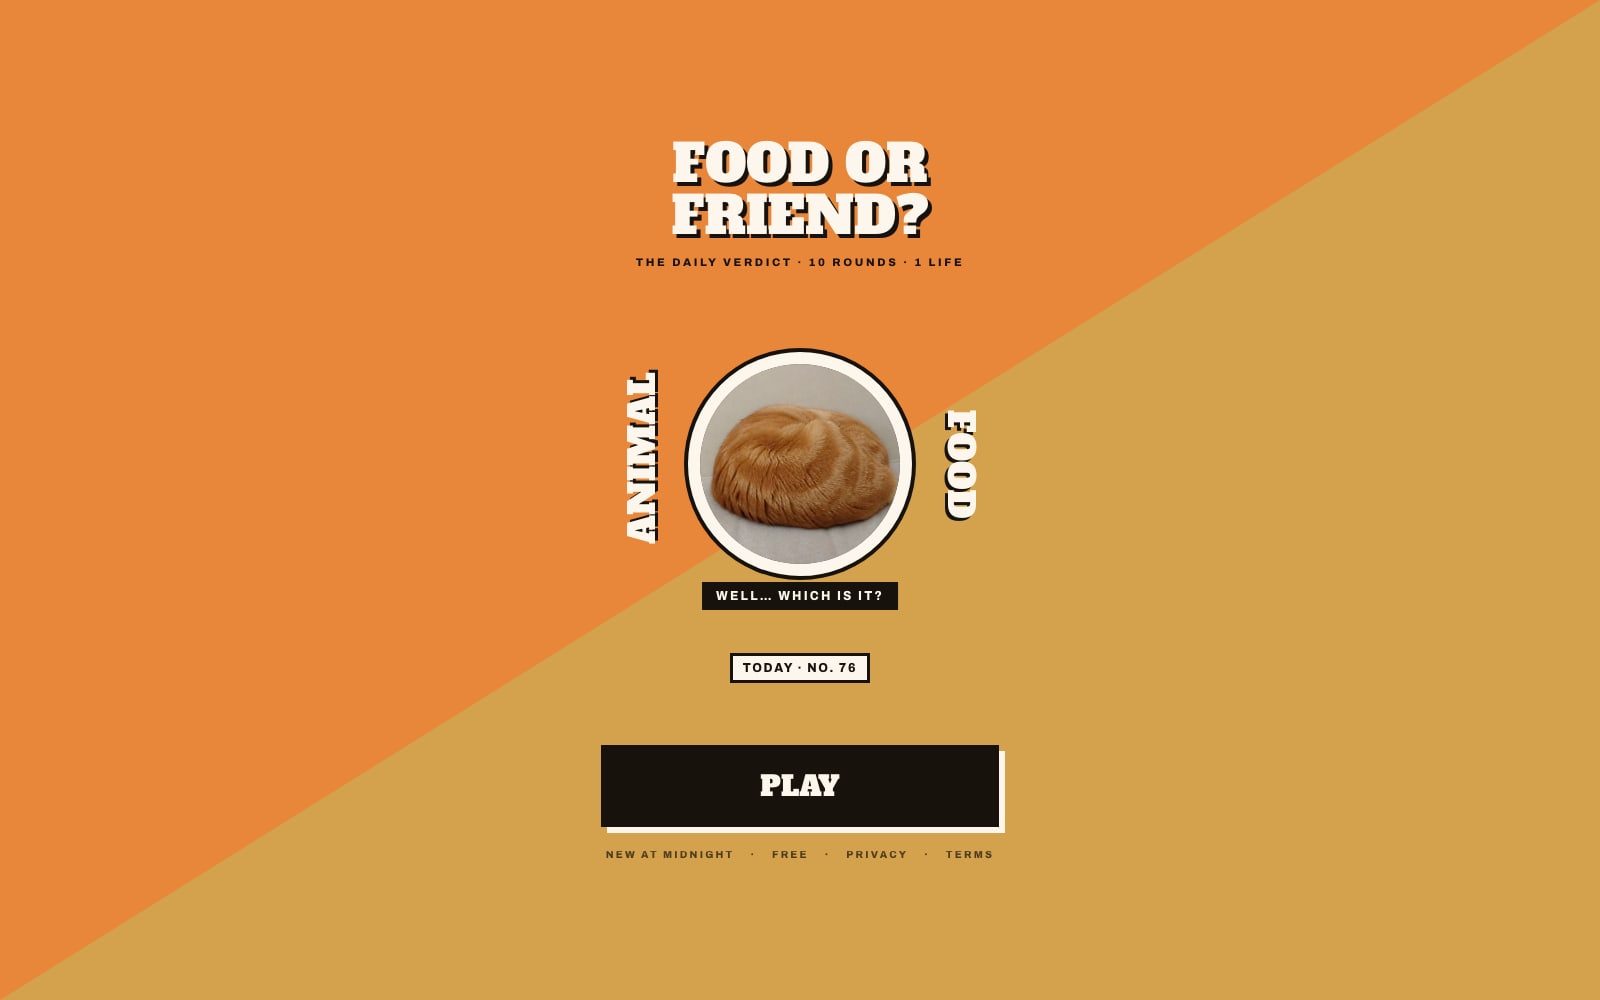 FOOD OR
FRIEND?
THE DAILY VERDICT · 10 ROUNDS · 1 LIFE
ANIMAL
FOOD
WELL... WHICH IS IT?
TODAY · NO. 76
PLAY
NEW AT MIDNIGHT · FREE · PRIVACY · TERMS